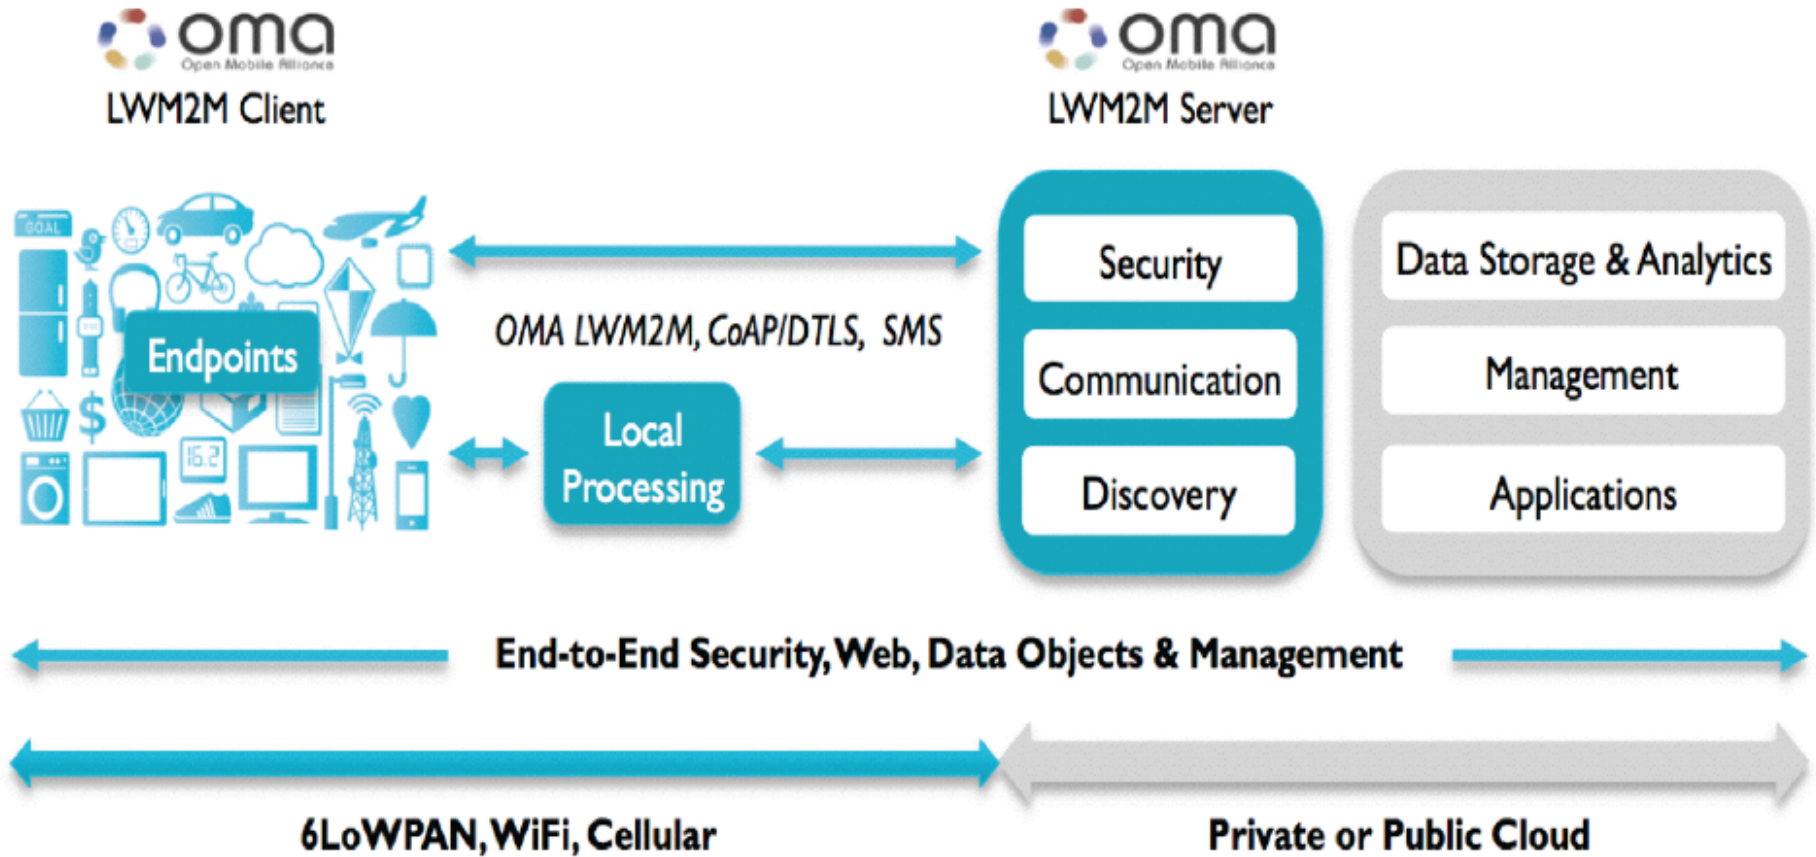 oma
Open Mobile Alliance
LWM2M Client
oma
Open Mobile Alliance
LWM2M Server
GOAL
Endpoints
$
16.2
OMA LWM2M, CoAP/DTLS, SMS
Local
Processing
Security
Communication
Discovery
Data Storage & Analytics
Management
Applications
End-to-End Security, Web, Data Objects & Management
6LoWPAN, WiFi, Cellular
Private or Public Cloud